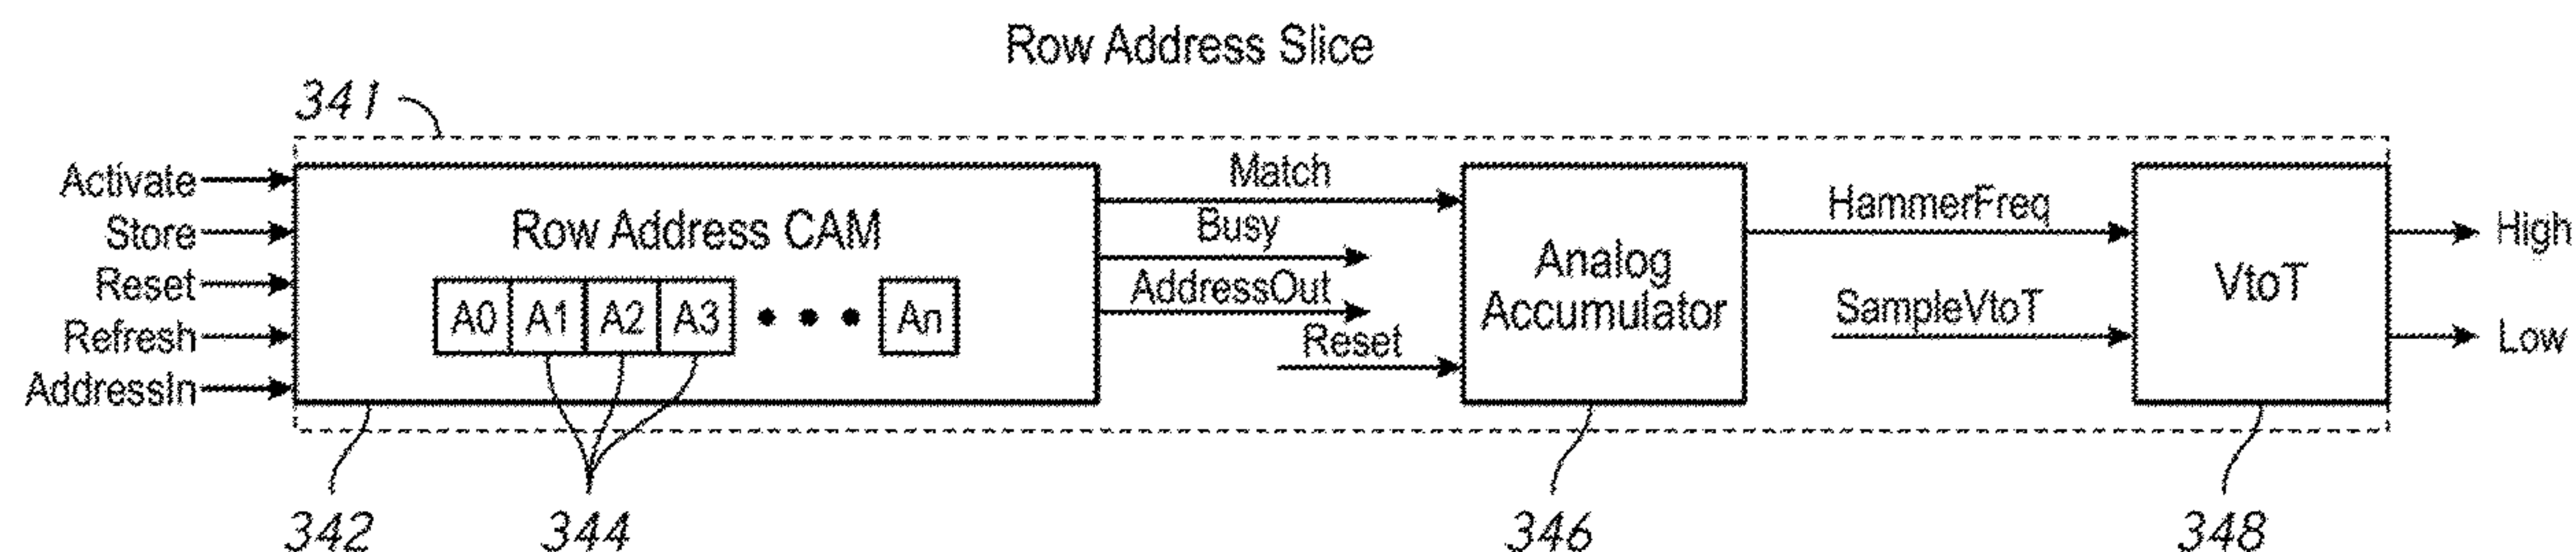 Row Address Slice
341
Activate
Store
Reset
Refresh
AddressIn
Row Address CAM
A0 A1 A2 A3 ••• An
Match
Busy
AddressOut
Reset
Analog
Accumulator
HammerFreq
SampleVtoT
VtoT
High
Low
342
344
346
348